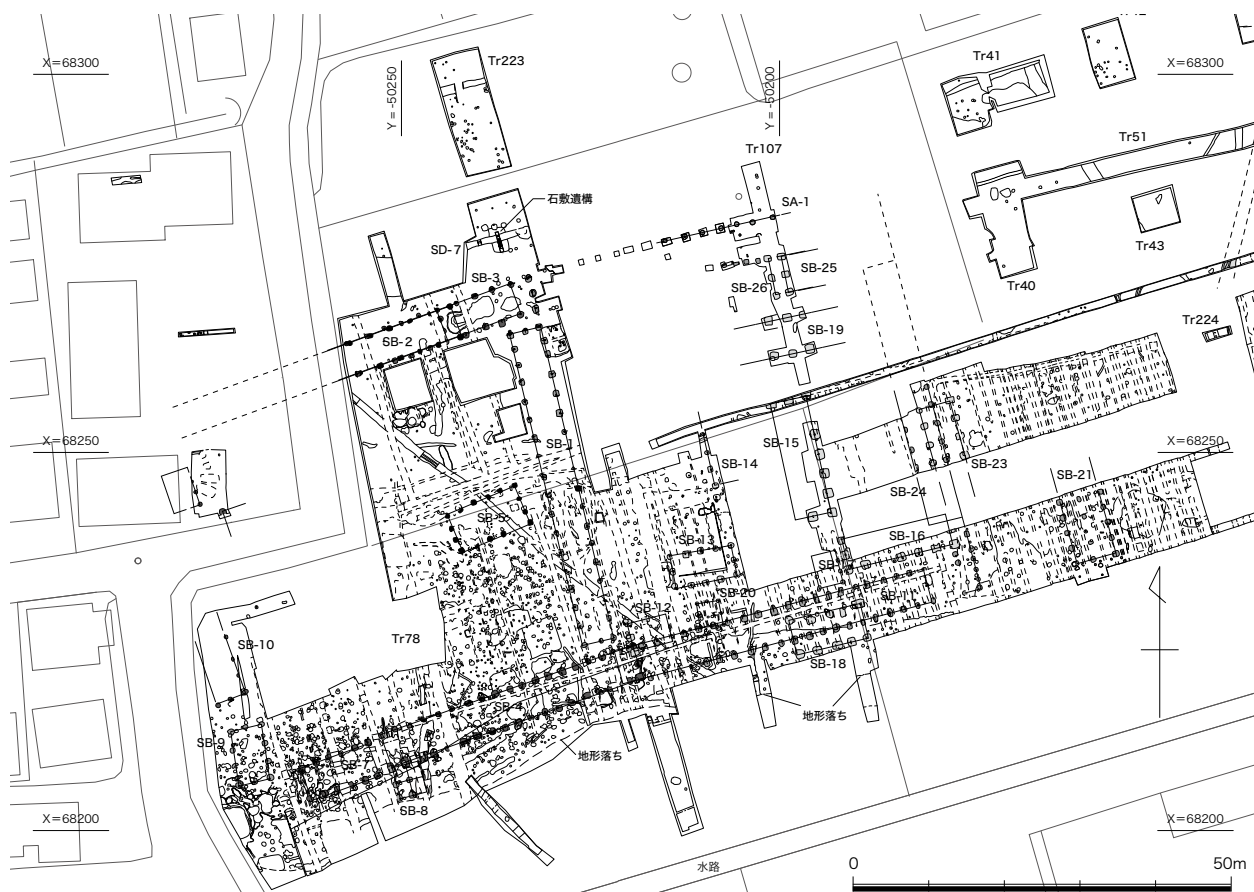 X=68300
Y=-50250
Tr223
Y=-50200
Tr41
X=68300
Tr107
Tr51
石敷遺構
SA-1
SD-7
SB-3
SB-25
Tr43
SB-26
Tr40
SB-2
SB-19
Tr224
X=68250
SB-1
SB-15
SB-14
SB-23
X=68250
SB-24
SB-21
SB-5
SB-13
SB-16
SB-20
SB-12
Tr78
SB-10
SB-18
SB-4
地形落ち
SB-9
地形落ち
SB-8
X=68200
X=68200
水路
0
50m